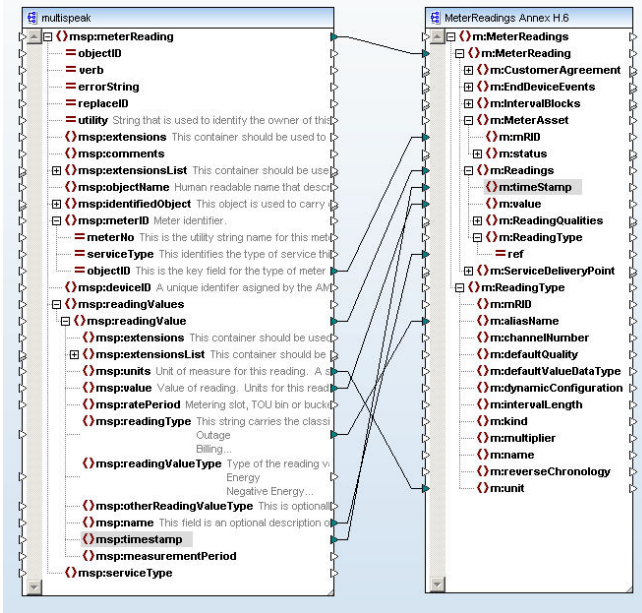 multispeak
msp:meterReading
objectID
verb
errorString
replaceID
utility String that is used to identify the owner of this
msp:extensions This container should be used to
msp:comments
msp:extensionsList This container should be use
msp:objectName Human readable name that descr
msp:identifiedObject This object is used to carry
msp:meterID Meter identifier.
meterNo This is the utility string name for this mete
serviceType This identifies the type of service thi
objectID This is the key field for the type of meter
msp:deviceID A unique identifer asigned by the AM
msp:readingValues
msp:readingValue
msp:extensions This container should be used
msp:extensionsList This container should be
msp:units Unit of measure for this reading. A s
msp:value Value of reading. Units for this read
msp:ratePeriod Metering slot, TOU bin or bucke
msp:readingType This string carries the classi
Outage
Billing...
msp:readingValueType Type of the reading v
Energy
Negative Energy...
msp:otherReadingValueType This is optionall
msp:name This field is an optional description o
msp:timestamp
msp:measurementPeriod
msp:serviceType
MeterReadings Annex H.6
m:MeterReadings
m:MeterReading
m:CustomerAgreement
m:EndDeviceEvents
m:IntervalBlocks
m:MeterAsset
m:mRID
m:status
m:Readings
m:timeStamp
m:value
m:ReadingQualities
m:ReadingType
ref
m:ServiceDeliveryPoint
m:ReadingType
m:mRID
m:aliasName
m:channelNumber
m:defaultQuality
m:defaultValueDataType
m:dynamicConfiguration
m:intervalLength
m:kind
m:multiplier
m:name
m:reverseChronology
m:unit